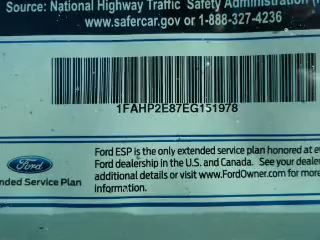 Source: National Highway Traffic Safety Administration
www.safercar.gov or 1-888-327-4236
1FAHP2E87EG151978
Ford ESP is the only extended service plan honored at
Ford dealership in the U.S. and Canada. See your
additional details or visit www.FordOwner.com for more
information.
Ford
Service Plan